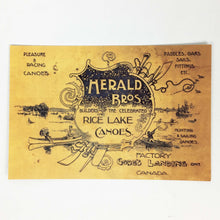 PLEASURE
&
RACING
CANOES.
PADDLES, OARS
SAILS,
FITTINGS,
ETC.
HERALD
BROS.
BUILDERS OF THE CELEBRATED
RICE LAKE
CANOES.
HUNTING
& SAILING
CANOES.
FACTORY
GORE'S LANDING ONT.
CANADA.